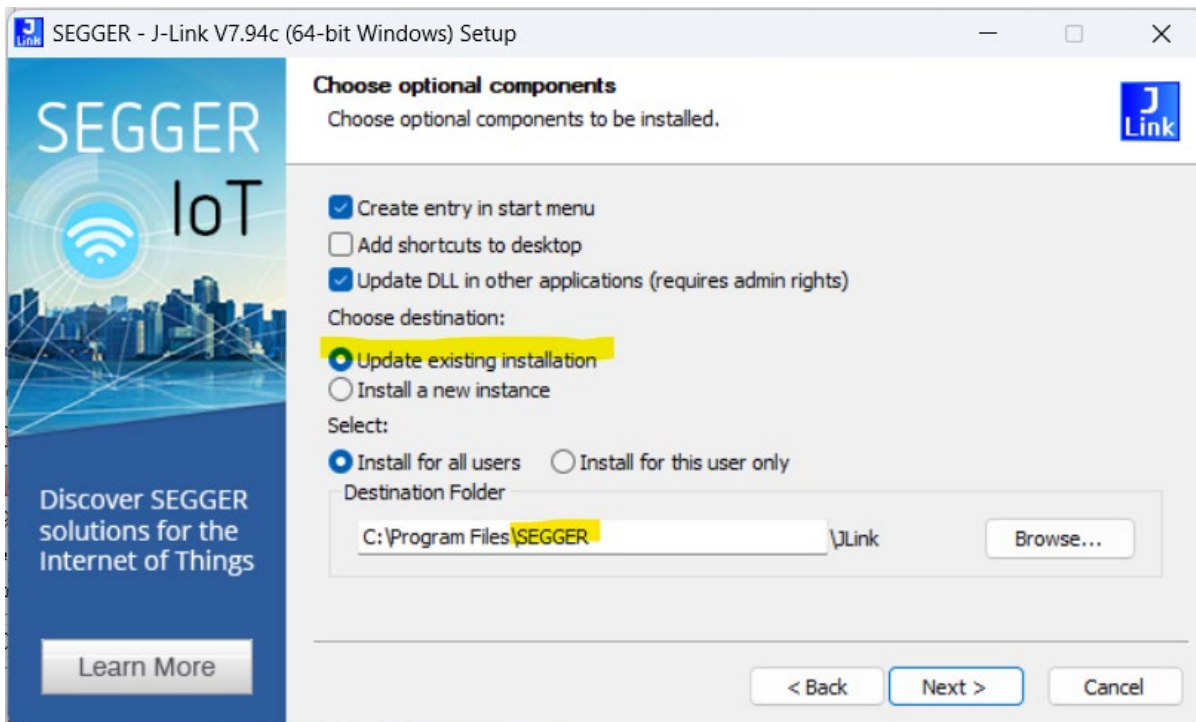 J
Link
SEGGER - J-Link V7.94c (64-bit Windows) Setup
SEGGER
IoT
Discover SEGGER
solutions for the
Internet of Things
Learn More
Choose optional components
Choose optional components to be installed.
J
Link
Create entry in start menu
Add shortcuts to desktop
Update DLL in other applications (requires admin rights)
Choose destination:
Update existing installation
Install a new instance
Select:
Install for all users Install for this user only
Destination Folder
C:\Program Files\SEGGER \JLink Browse...
< Back Next > Cancel